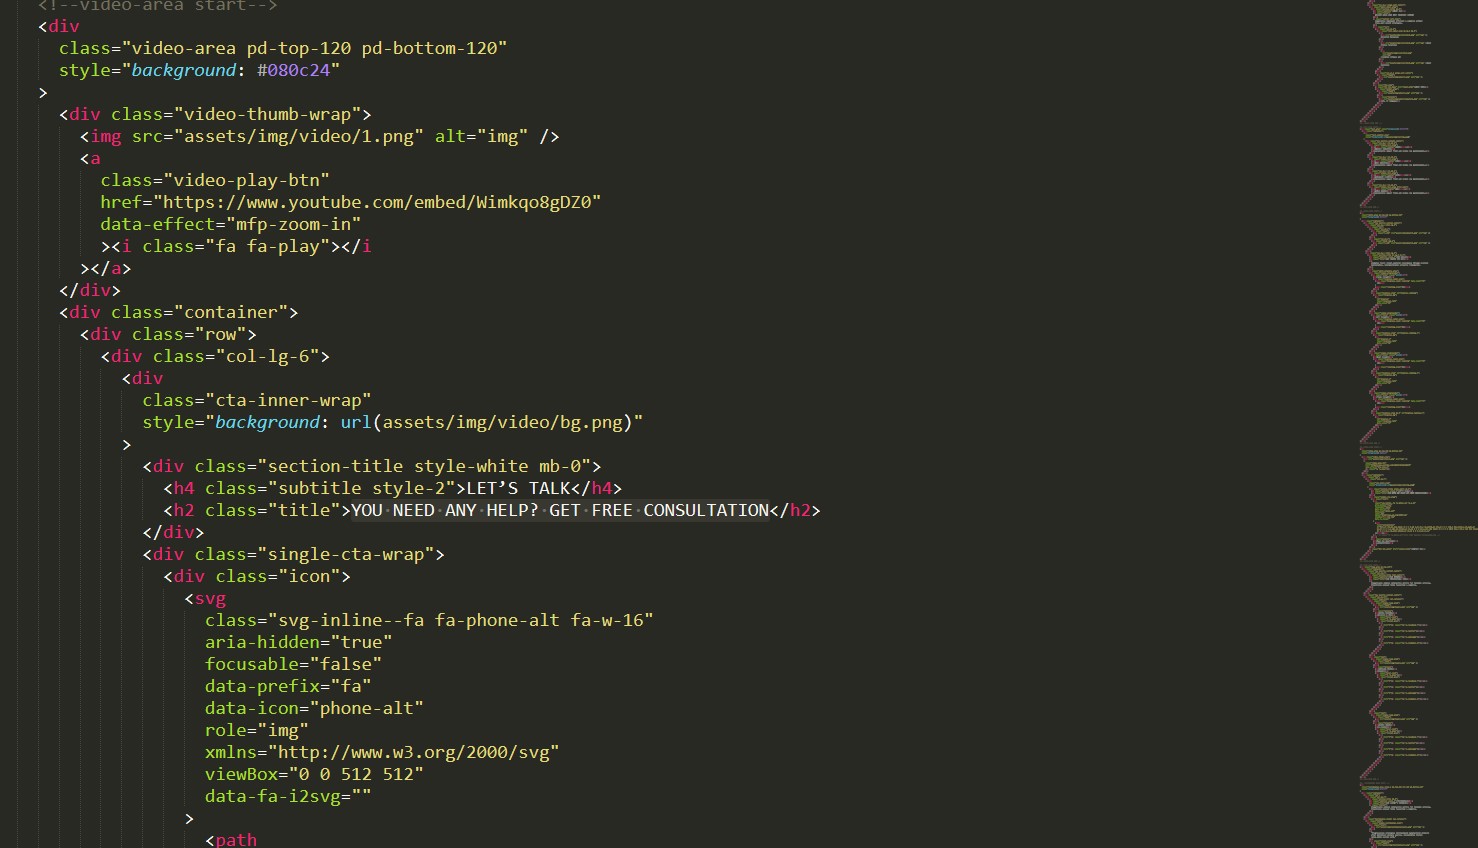 <!--video-area start-->
<div
class="video-area pd-top-120 pd-bottom-120"
style="background: #080c24"
>
<div class="video-thumb-wrap">
<img src="assets/img/video/1.png" alt="img" />
<a
class="video-play-btn"
href="https://www.youtube.com/embed/Wimkqo8gDZ0"
data-effect="mfp-zoom-in"
><i class="fa fa-play"></i
></a>
</div>
<div class="container">
<div class="row">
<div class="col-lg-6">
<div
class="cta-inner-wrap"
style="background: url(assets/img/video/bg.png)"
>
<div class="section-title style-white mb-0">
<h4 class="subtitle style-2">LET’S TALK</h4>
<h2 class="title">YOU NEED ANY HELP? GET FREE CONSULTATION</h2>
</div>
<div class="single-cta-wrap">
<div class="icon">
<svg
class="svg-inline--fa fa-phone-alt fa-w-16"
aria-hidden="true"
focusable="false"
data-prefix="fa"
data-icon="phone-alt"
role="img"
xmlns="http://www.w3.org/2000/svg"
viewBox="0 0 512 512"
data-fa-i2svg=""
>
<path